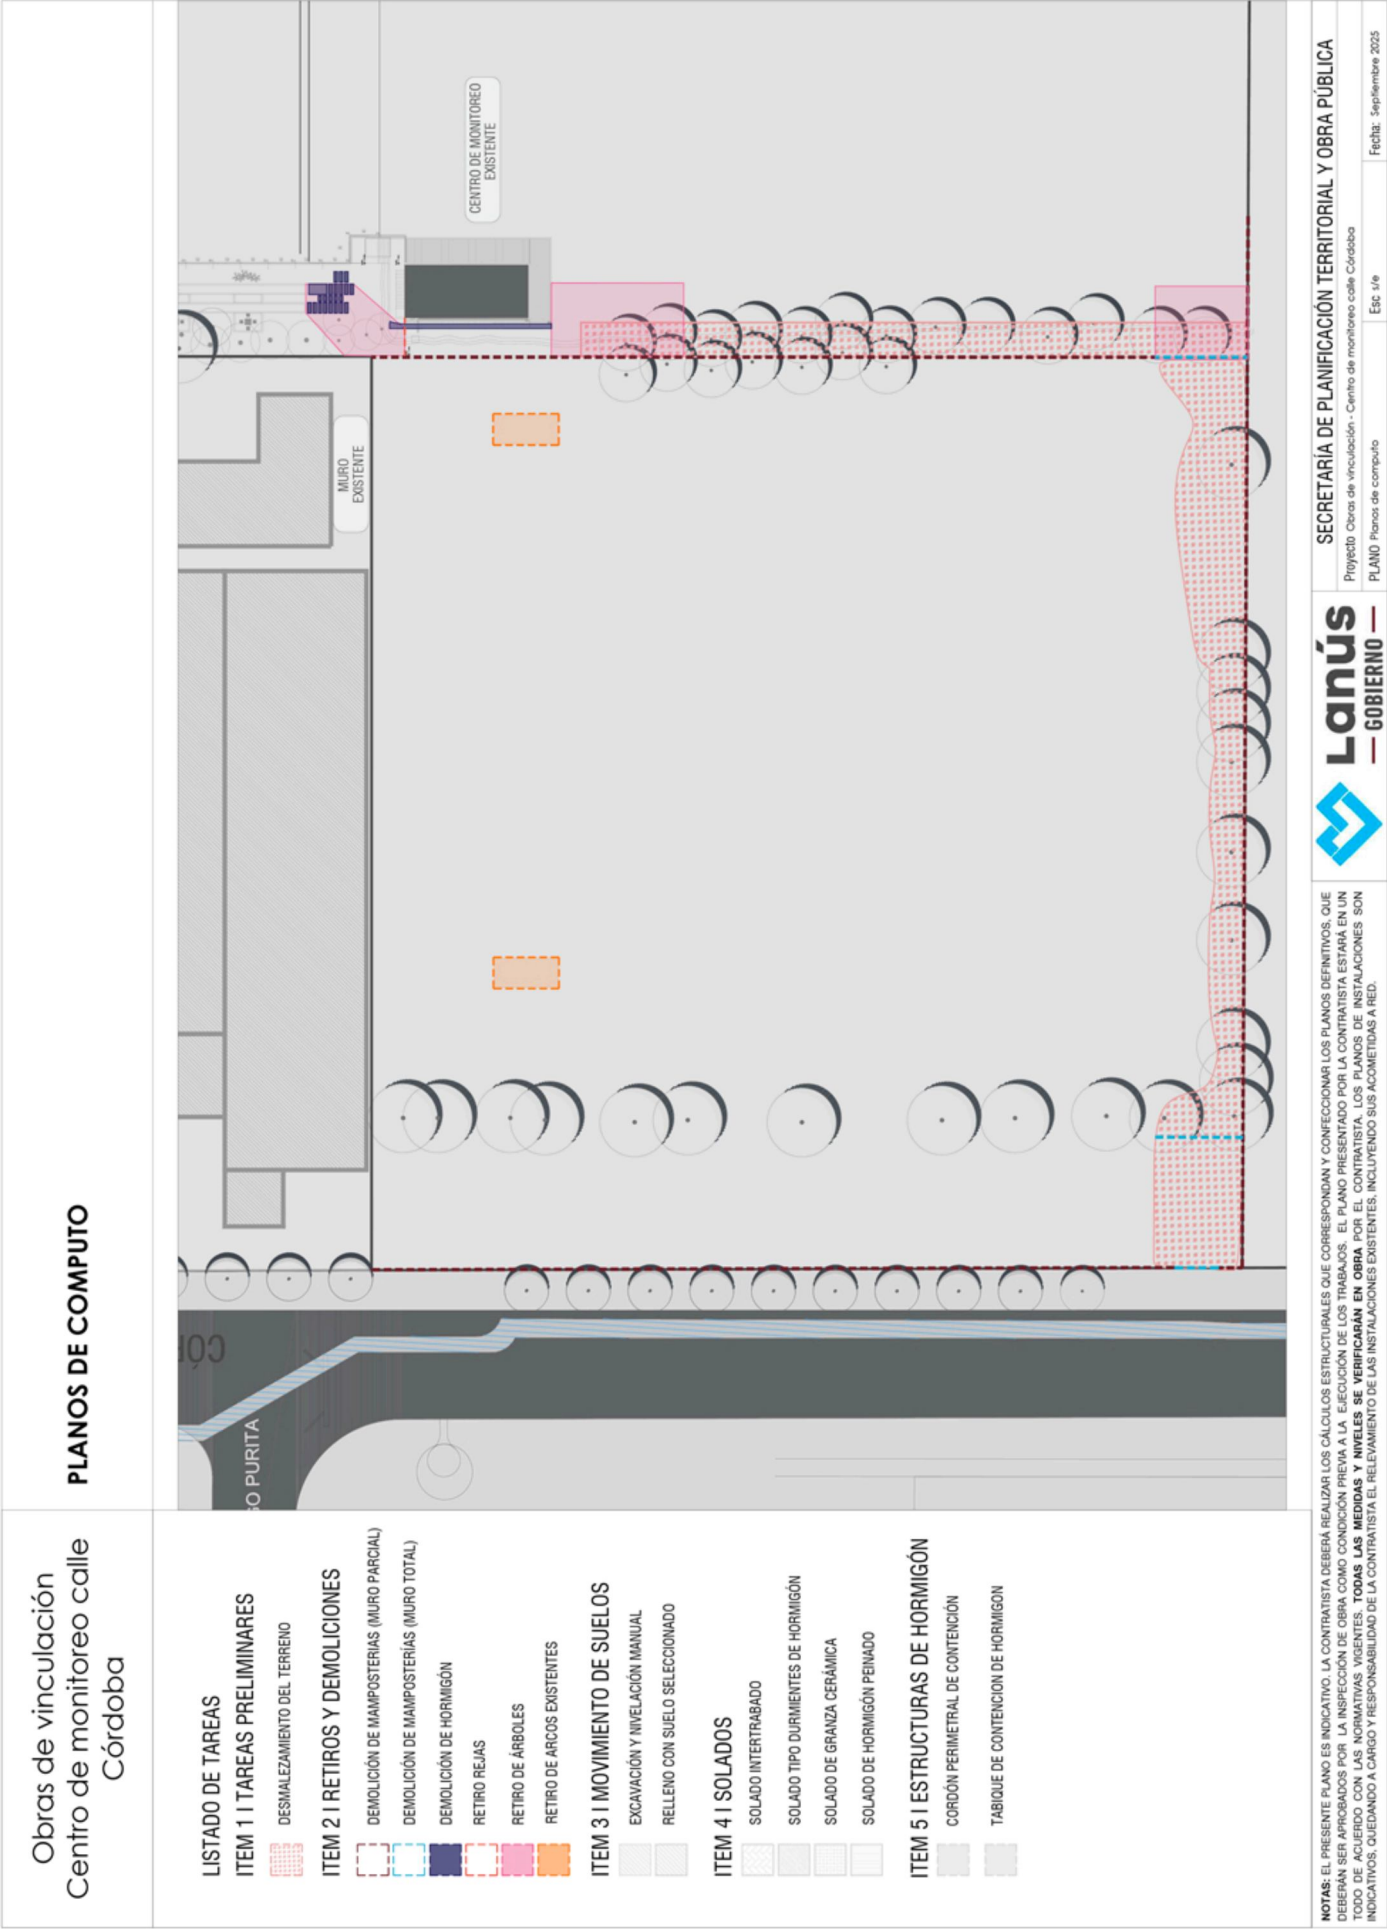 Obras de vinculación
Centro de monitoreo calle
Córdoba
PLANOS DE COMPUTO
LISTADO DE TAREAS
ITEM 1 I TAREAS PRELIMINARES
DESMALEZAMIENTO DEL TERRENO
ITEM 2 I RETIROS Y DEMOLICIONES
DEMOLICIÓN DE MAMPOSTERIAS (MURO PARCIAL)
DEMOLICIÓN DE MAMPOSTERÍAS (MURO TOTAL)
DEMOLICIÓN DE HORMIGÓN
RETIRO REJAS
RETIRO DE ÁRBOLES
RETIRO DE ARCOS EXISTENTES
ITEM 3 I MOVIMIENTO DE SUELOS
EXCAVACIÓN Y NIVELACIÓN MANUAL
RELLENO CON SUELO SELECCIONADO
ITEM 4 I SOLADOS
SOLADO INTERTRABADO
SOLADO TIPO DURMIENTES DE HORMIGÓN
SOLADO DE GRANZA CERÁMICA
SOLADO DE HORMIGÓN PEINADO
ITEM 5 I ESTRUCTURAS DE HORMIGÓN
CORDÓN PERIMETRAL DE CONTENCIÓN
TABIQUE DE CONTENCION DE HORMIGON
GO PURITA
COR
MURO
EXISTENTE
CENTRO DE MONITOREO
EXISTENTE
NOTAS: EL PRESENTE PLANO ES INDICATIVO. LA CONTRATISTA DEBERÁ REALIZAR LOS CÁLCULOS ESTRUCTURALES QUE CORRESPONDAN Y CONFECCIONAR LOS PLANOS DEFINITIVOS, QUE
DEBERÁN SER APROBADOS POR LA INSPECCIÓN DE OBRA COMO CONDICIÓN PREVIA A LA EJECUCIÓN DE LOS TRABAJOS. EL PLANO PRESENTADO POR LA CONTRATISTA ESTARÁ EN UN
TODO DE ACUERDO CON LAS NORMATIVAS VIGENTES. TODAS LAS MEDIDAS Y NIVELES SE VERIFICARÁN EN OBRA POR EL CONTRATISTA. LOS PLANOS DE INSTALACIONES SON
INDICATIVOS, QUEDANDO A CARGO Y RESPONSABILIDAD DE LA CONTRATISTA EL RELEVAMIENTO DE LAS INSTALACIONES EXISTENTES, INCLUYENDO SUS ACOMETIDAS A RED.
Lanús
GOBIERNO
SECRETARÍA DE PLANIFICACIÓN TERRITORIAL Y OBRA PÚBLICA
Proyecto Obras de vinculación - Centro de monitoreo calle Córdoba
PLANO Planos de computo Esc s/e Fecha: Septiembre 2025